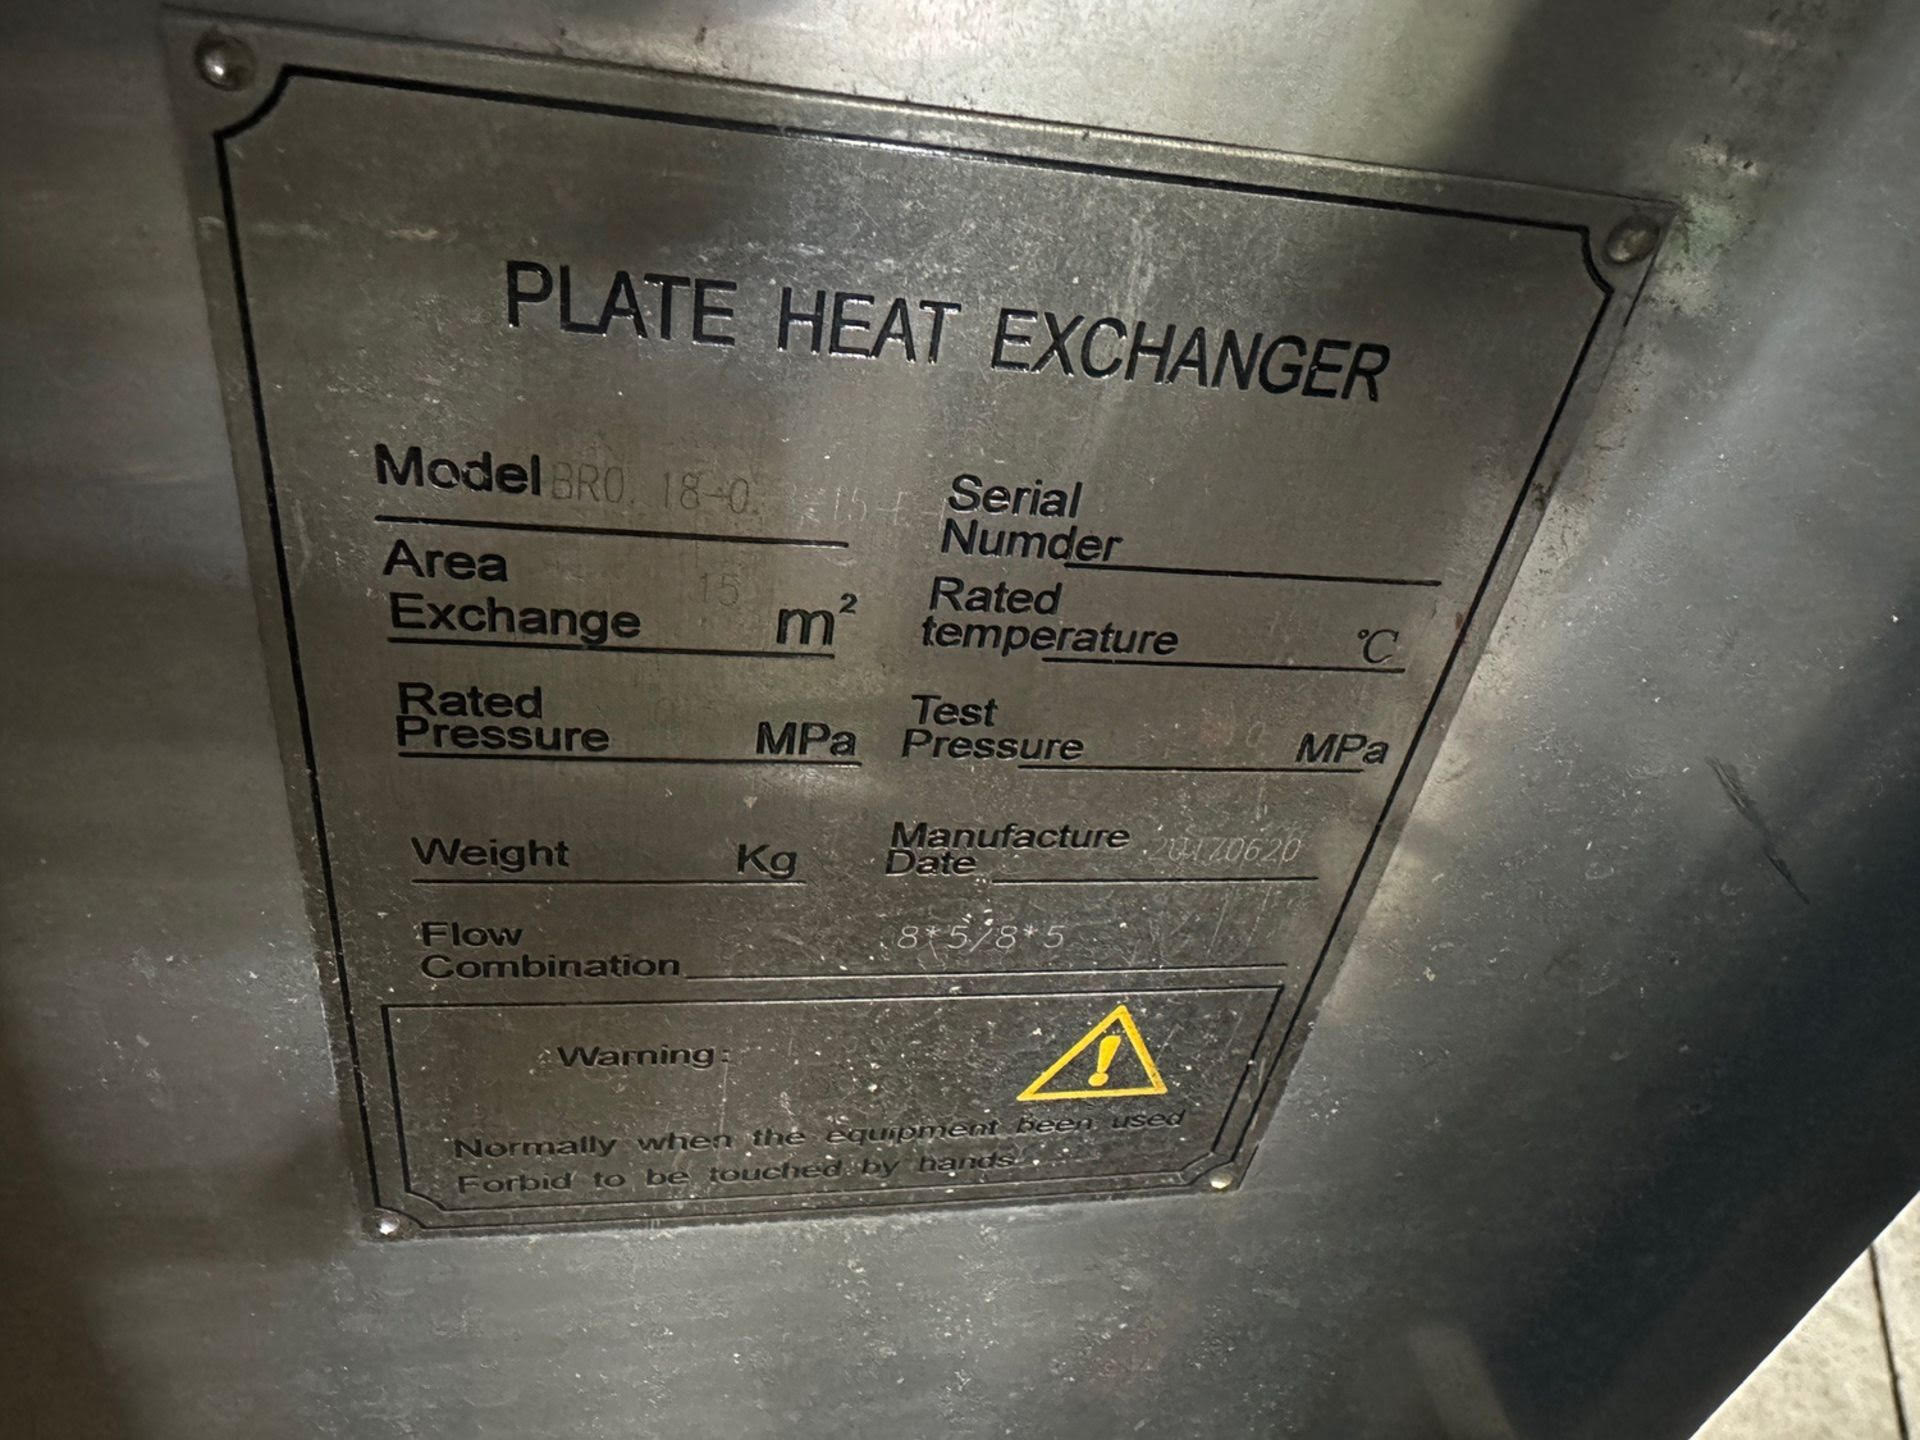 PLATE HEAT EXCHANGER
Model BR0.18-0. 15
Serial
Numder
Area
Exchange 15 m²
Rated
temperature ℃
Rated
Pressure MPa
Test
Pressure MPa
Weight Kg
Manufacture
Date 20170620
Flow
Combination 8*5/8*5
Warning:
Normally when the equipment been used
Forbid to be touched by hands